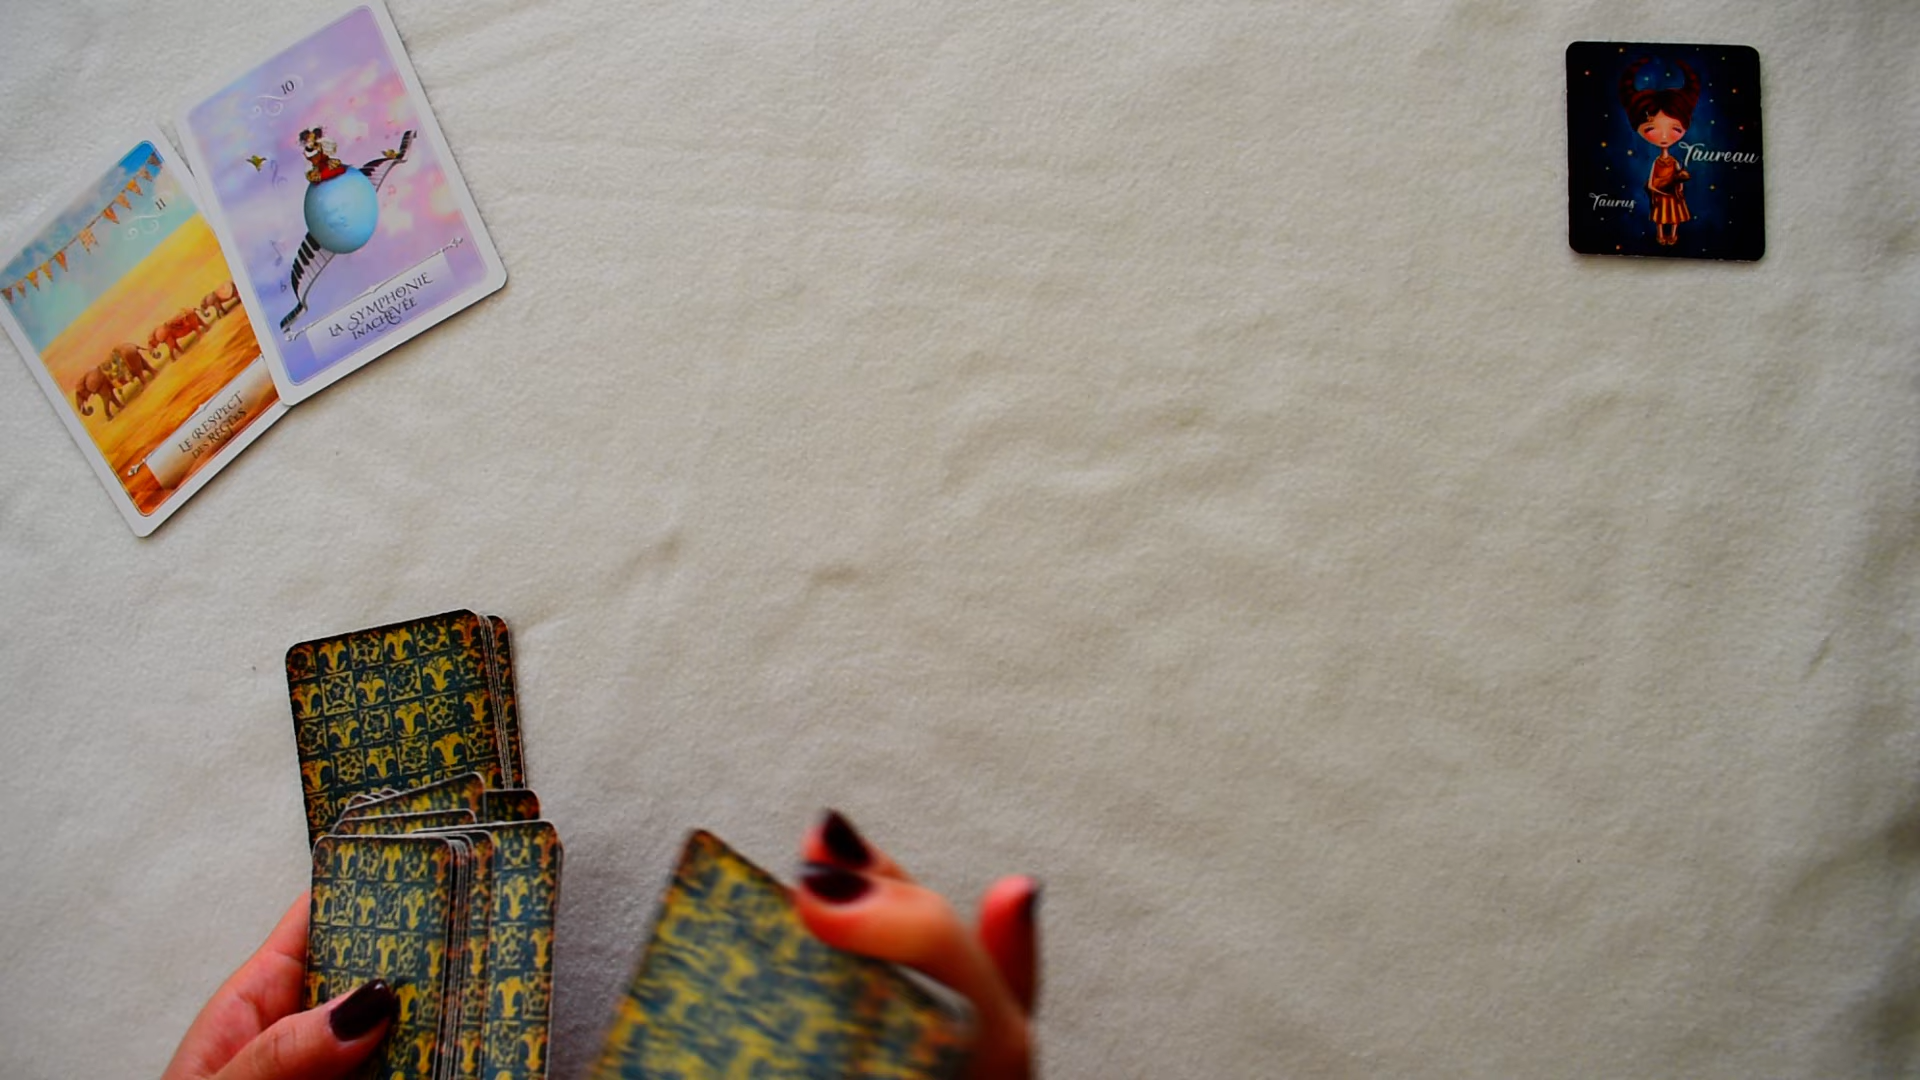 10
LA SYMPHONIE
INACHEVÉE
11
LE RESPECT
DES RÈGLES
Taureau
Taurus